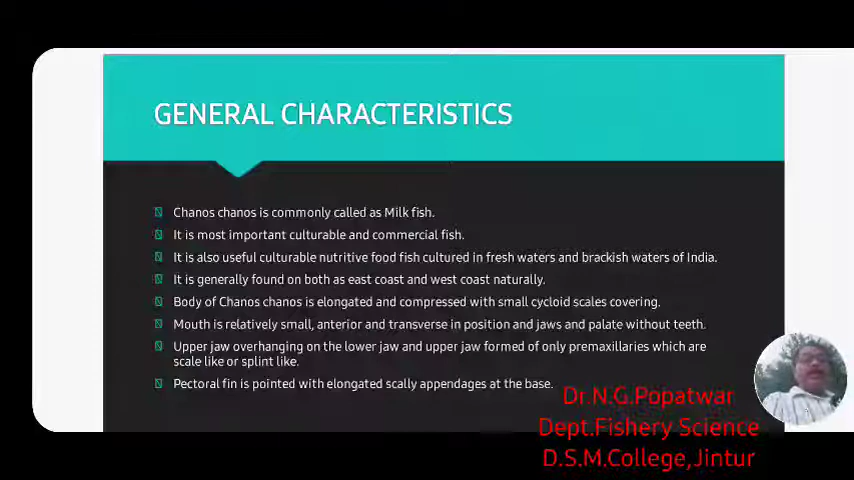 GENERAL CHARACTERISTICS
Chanos chanos is commonly called as Milk fish.
It is most important culturable and commercial fish.
It is also useful culturable nutritive food fish cultured in fresh waters and brackish waters of India.
It is generally found on both as east coast and west coast naturally.
Body of Chanos chanos is elongated and compressed with small cycloid scales covering.
Mouth is relatively small, anterior and transverse in position and jaws and palate without teeth.
Upper jaw overhanging on the lower jaw and upper jaw formed of only premaxillaries which are
scale like or splint like.
Pectoral fin is pointed with elongated scally appendages at the base.
Dr.N.G.Popatwar
Dept.Fishery Science
D.S.M.College,Jintur